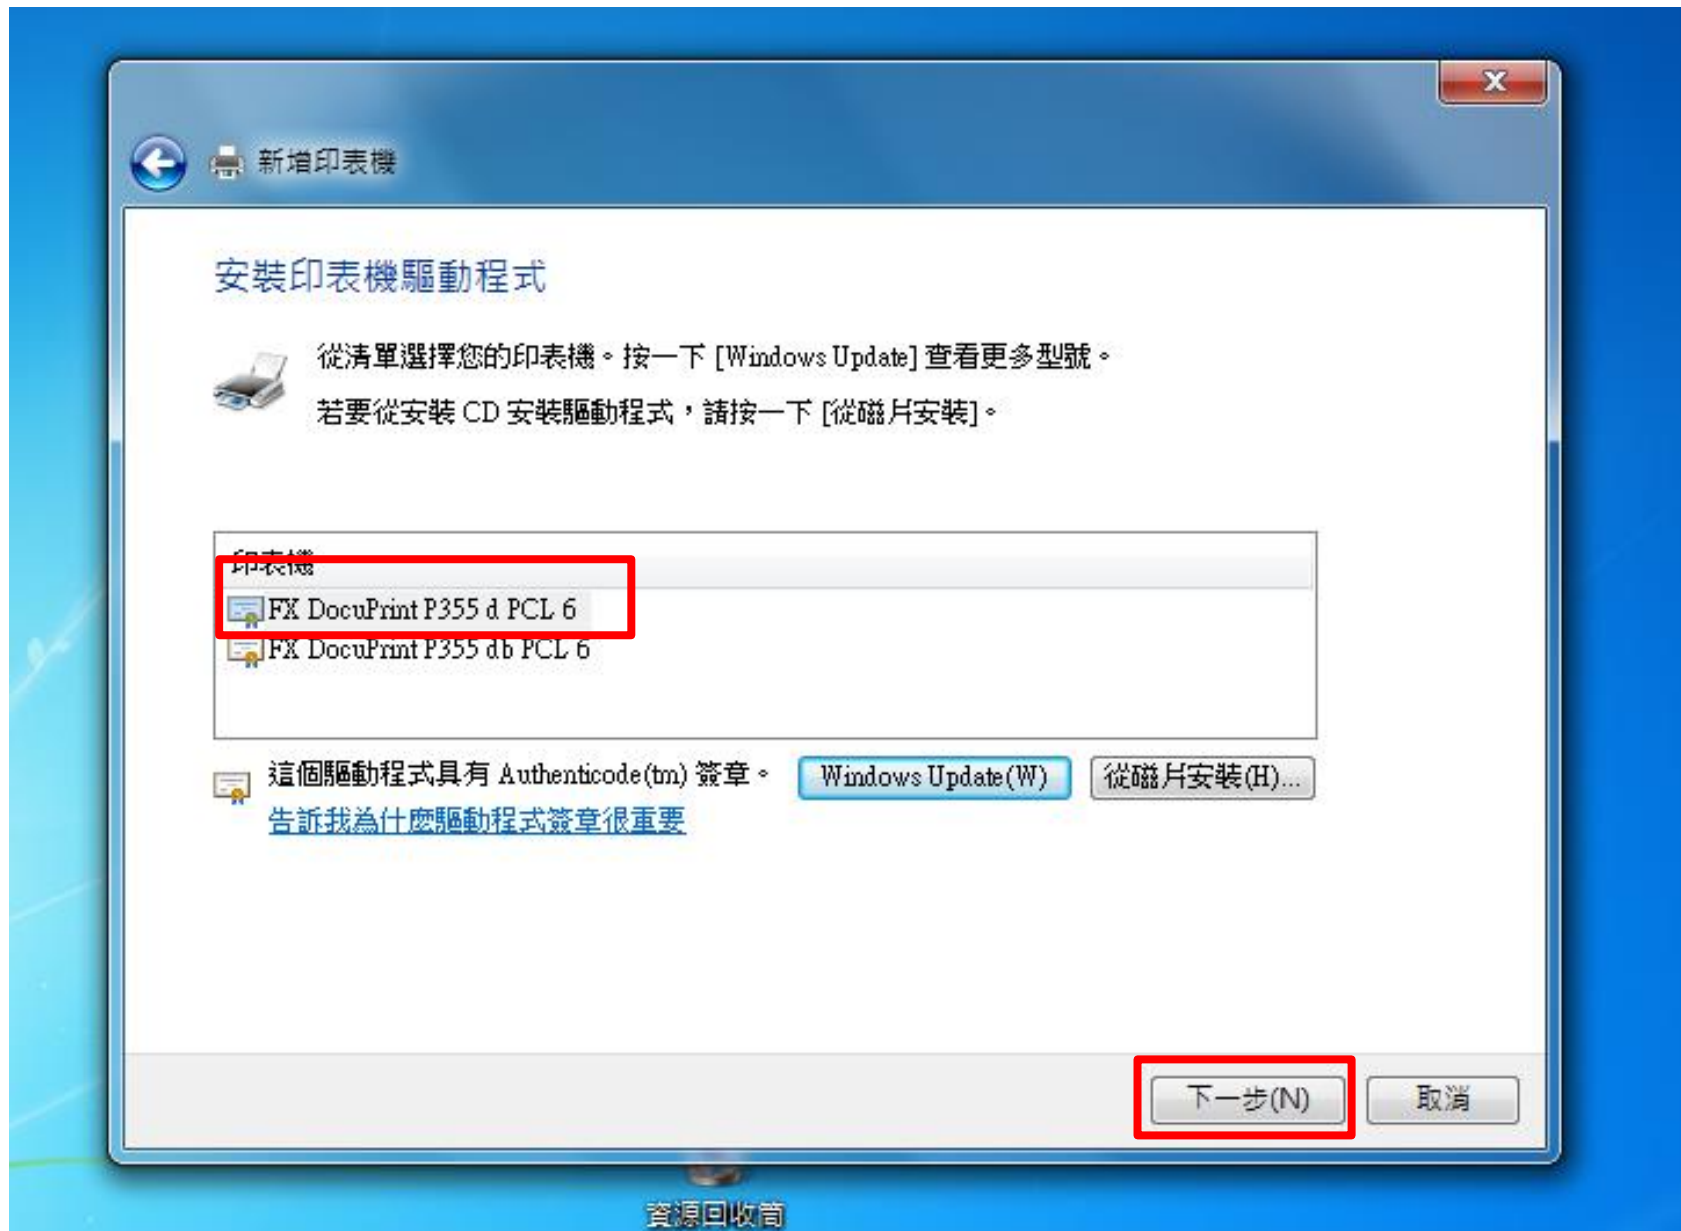 新增印表機
安裝印表機驅動程式
從清單選擇您的印表機。按一下 [Windows Update] 查看更多型號。
若要從安裝 CD 安裝驅動程式，請按一下 [從磁片安裝]。
印表機
FX DocuPrint P355 d PCL 6
FX DocuPrint P355 db PCL 6
這個驅動程式具有 Authenticode(tm) 簽章。
Windows Update(W)
從磁片安裝(H)...
告訴我為什麼驅動程式簽章很重要
下一步(N)
取消
資源回收筒